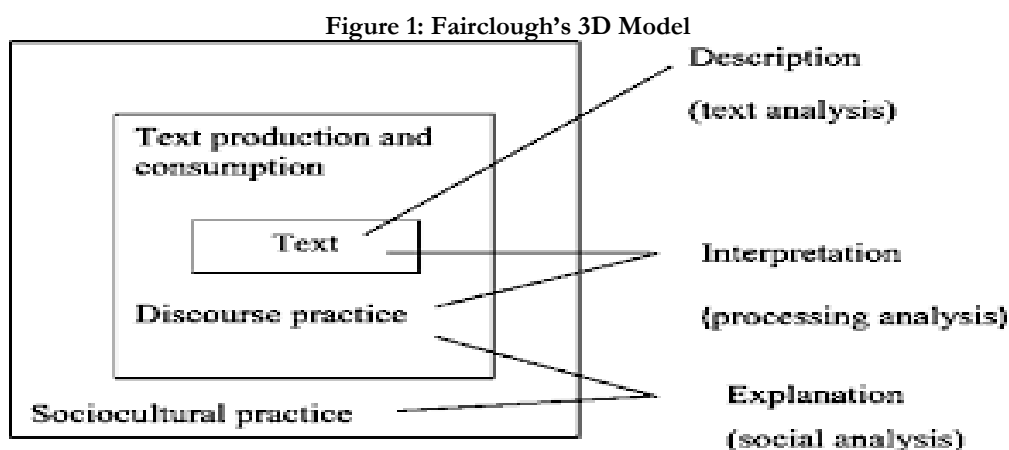 Figure 1: Fairclough’s 3D Model
Description
(text analysis)
Text production and
consumption
Text
Interpretation
Discourse practice
(processing analysis)
Explanation
Sociocultural practice
(social analysis)